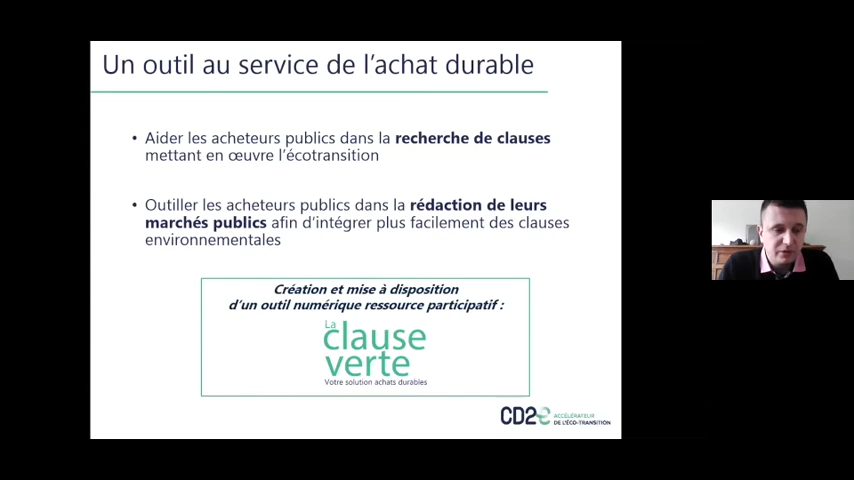 Un outil au service de l'achat durable
• Aider les acheteurs publics dans la recherche de clauses
mettant en œuvre l'écotransition
• Outiller les acheteurs publics dans la rédaction de leurs
marchés publics afin d'intégrer plus facilement des clauses
environnementales
Création et mise à disposition
d'un outil numérique ressource participatif :
La
clause
verte
Votre solution achats durables
CD2e ACCÉLÉRATEUR
DE L'ÉCO-TRANSITION